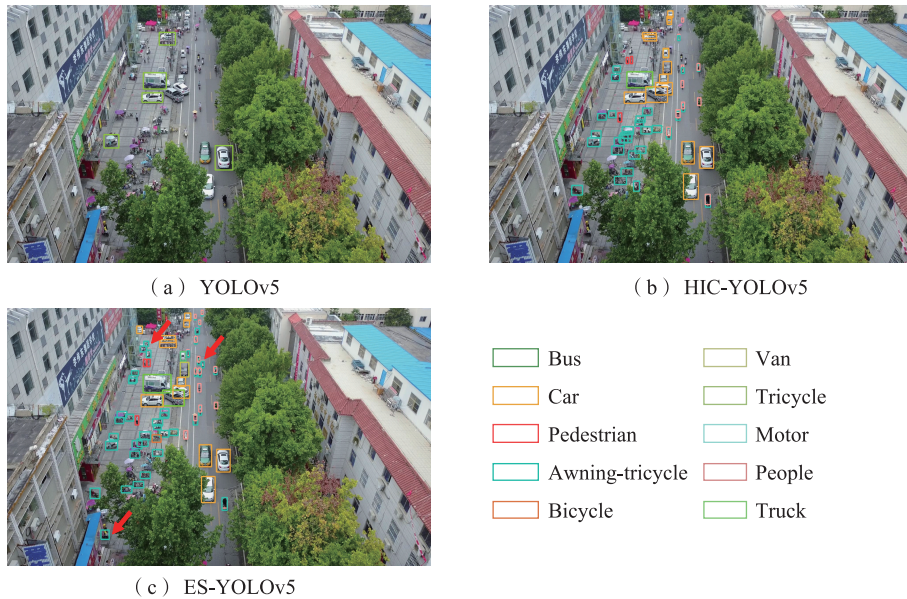 （a）YOLOv5
（b）HIC-YOLOv5
Bus
Van
Car
Tricycle
Pedestrian
Motor
Awning-tricycle
People
Bicycle
Truck
（c）ES-YOLOv5